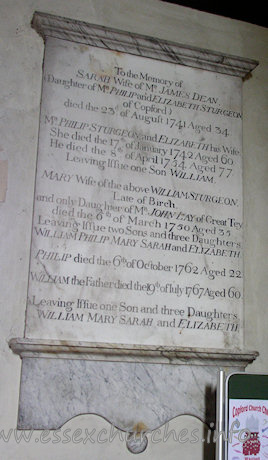 To the Memory of
SARAH Wife of Mr. JAMES DEAN
(Daughter of Mr. PHILIP and ELIZABETH STURGEON
of Copford)
died the 23d of August 1741 Aged 34
Mr. PHILIP STURGEON and ELIZABETH his Wife
She died the 17th of January 1742 Aged 60
He died the 8th of April 1754 Aged 77
Leaving Issue one Son WILLIAM.
MARY Wife of the above WILLIAM STURGEON
Late of Birch.
and only Daughter of Mr. JOHN LAY of Great Tey
died the 6th of March 1750 Aged 35
Leaving Issue two Sons and three Daughters
WILLIAM PHILIP MARY SARAH and ELIZABETH
PHILIP died the 6th of October 1762 Aged 22
WILLIAM the Father died the 19th of July 1767 Aged 60
Leaving Issue one Son and three Daughters
WILLIAM MARY SARAH and ELIZABETH
Copford Church
www.essexchurches.info